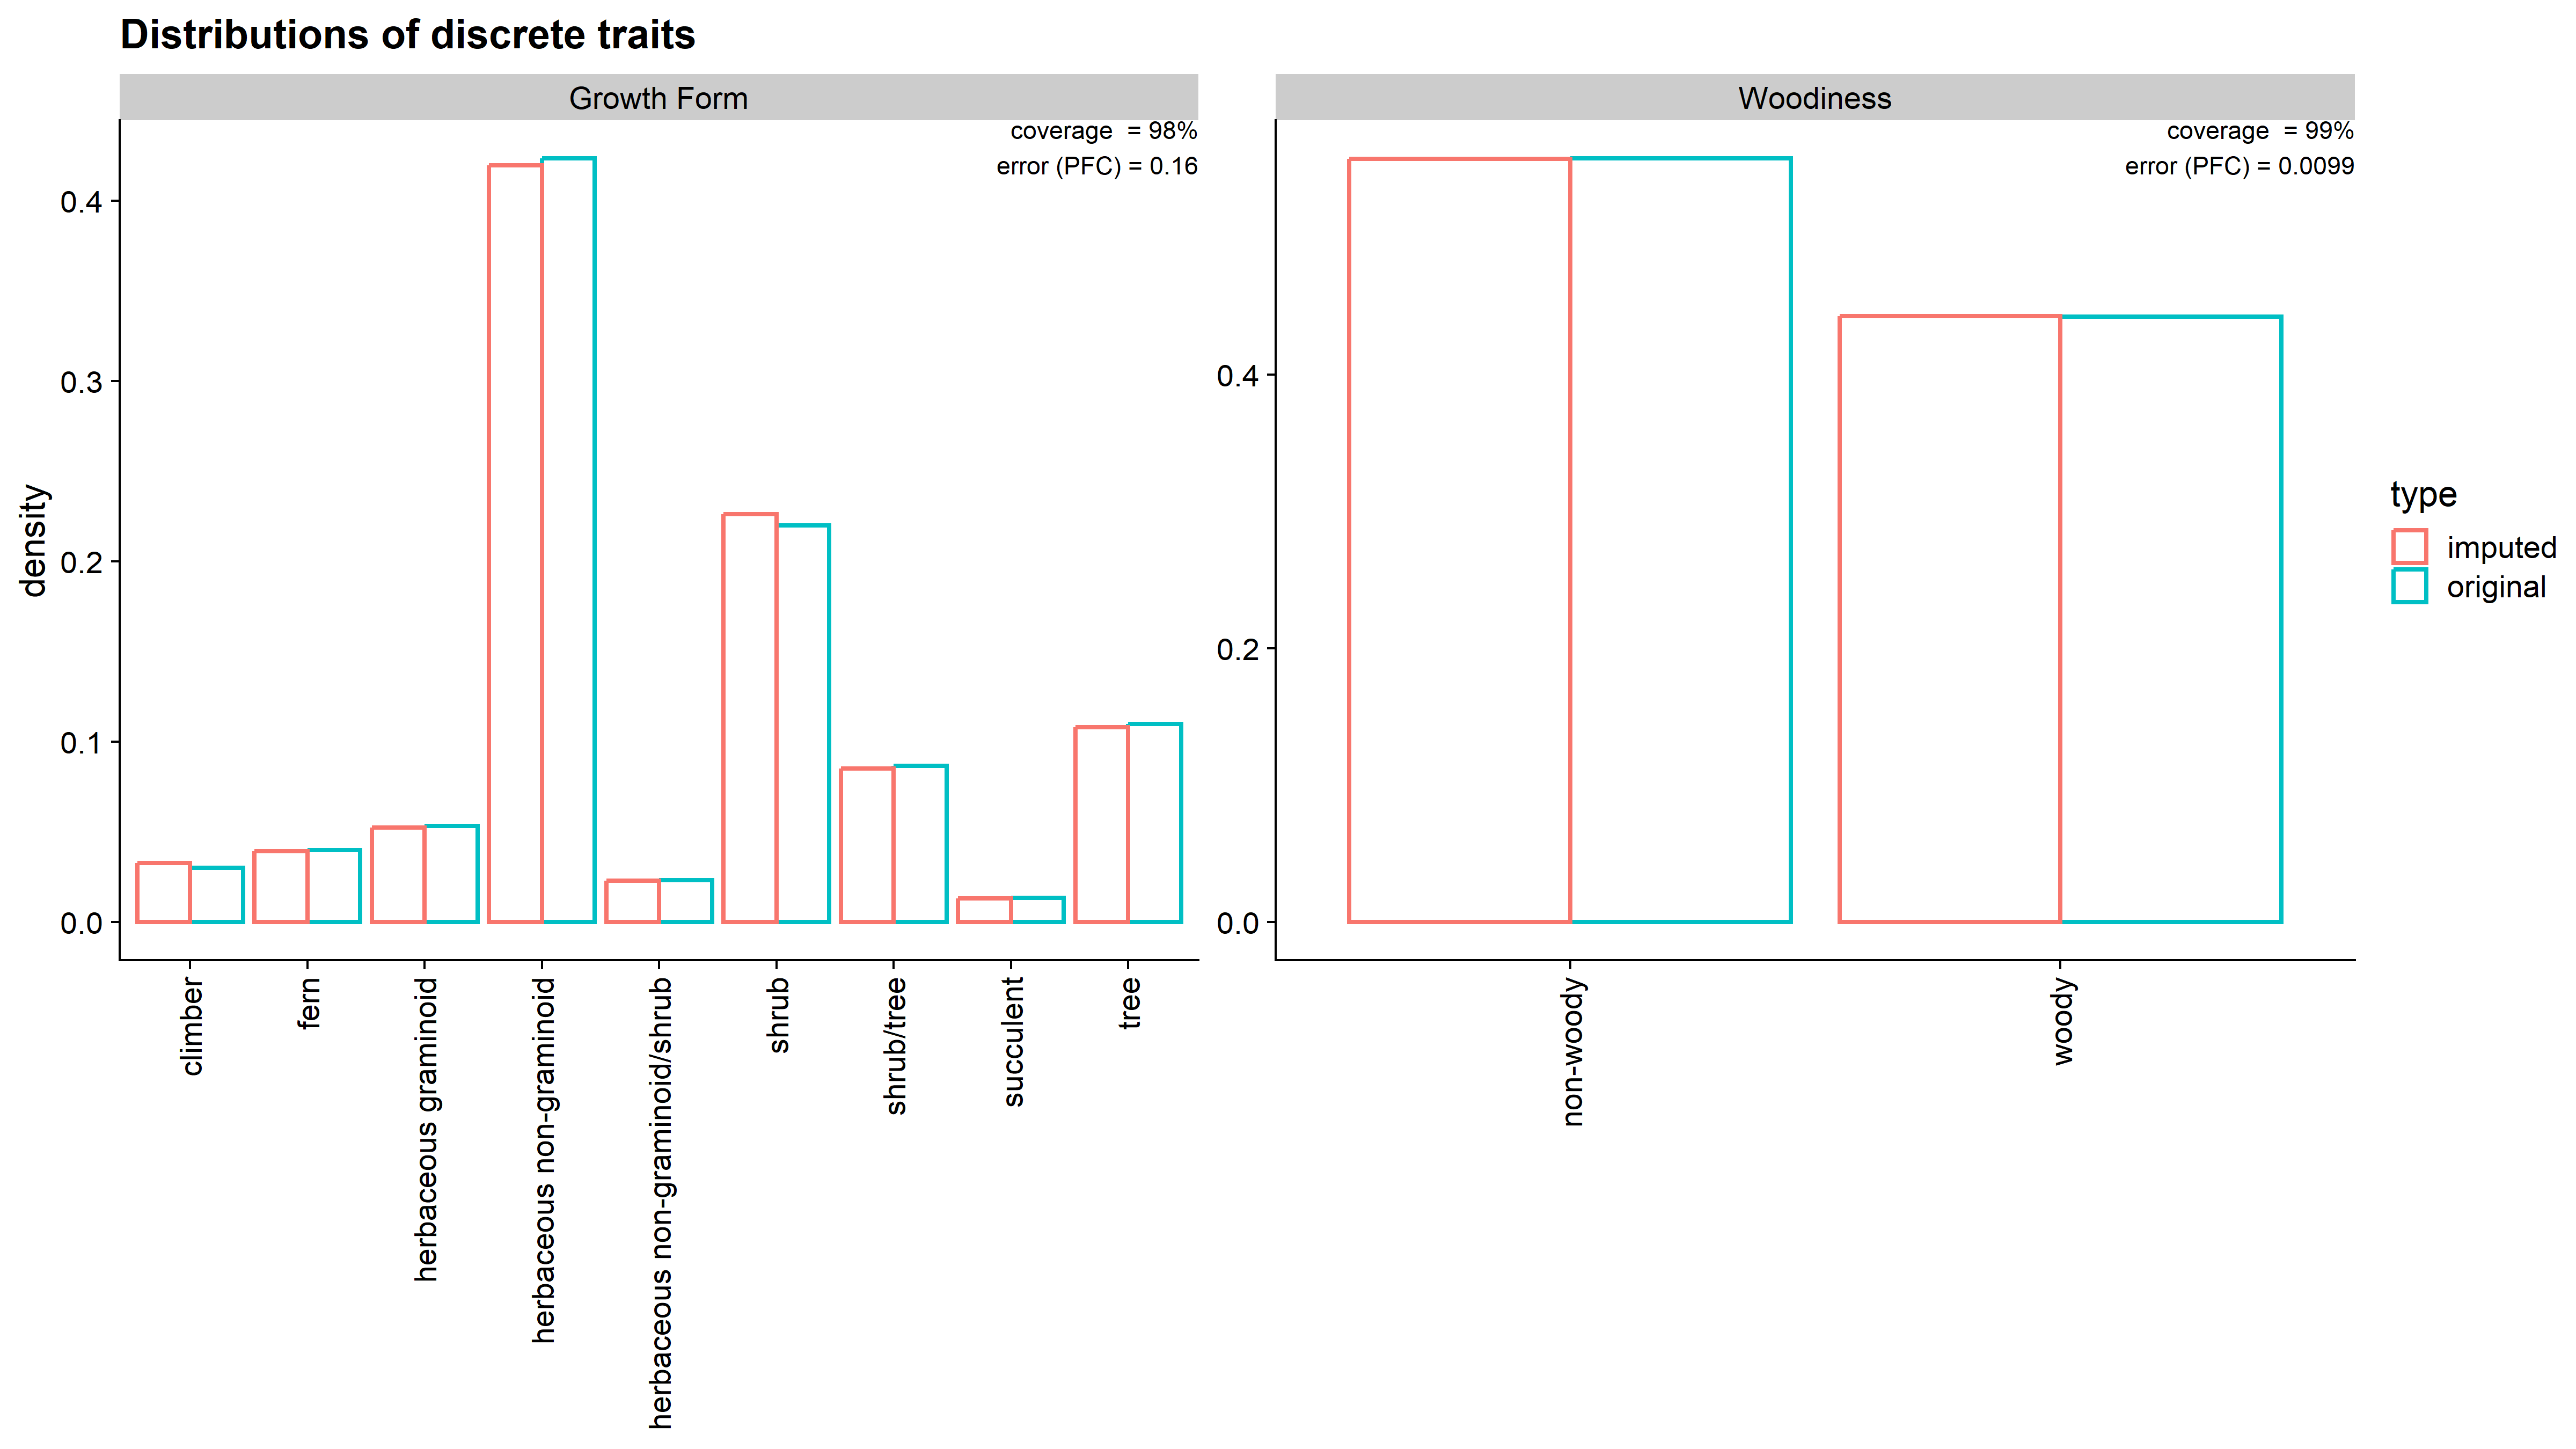 Distributions of discrete traits
Growth Form
coverage  = 98%
error (PFC) = 0.16
density
0.4
0.3
0.2
0.1
0.0
climber
fern
herbaceous graminoid
herbaceous non-graminoid
herbaceous non-graminoid/shrub
shrub
shrub/tree
succulent
tree
Woodiness
coverage  = 99%
error (PFC) = 0.0099
0.4
0.2
0.0
non-woody
woody
type
imputed
original